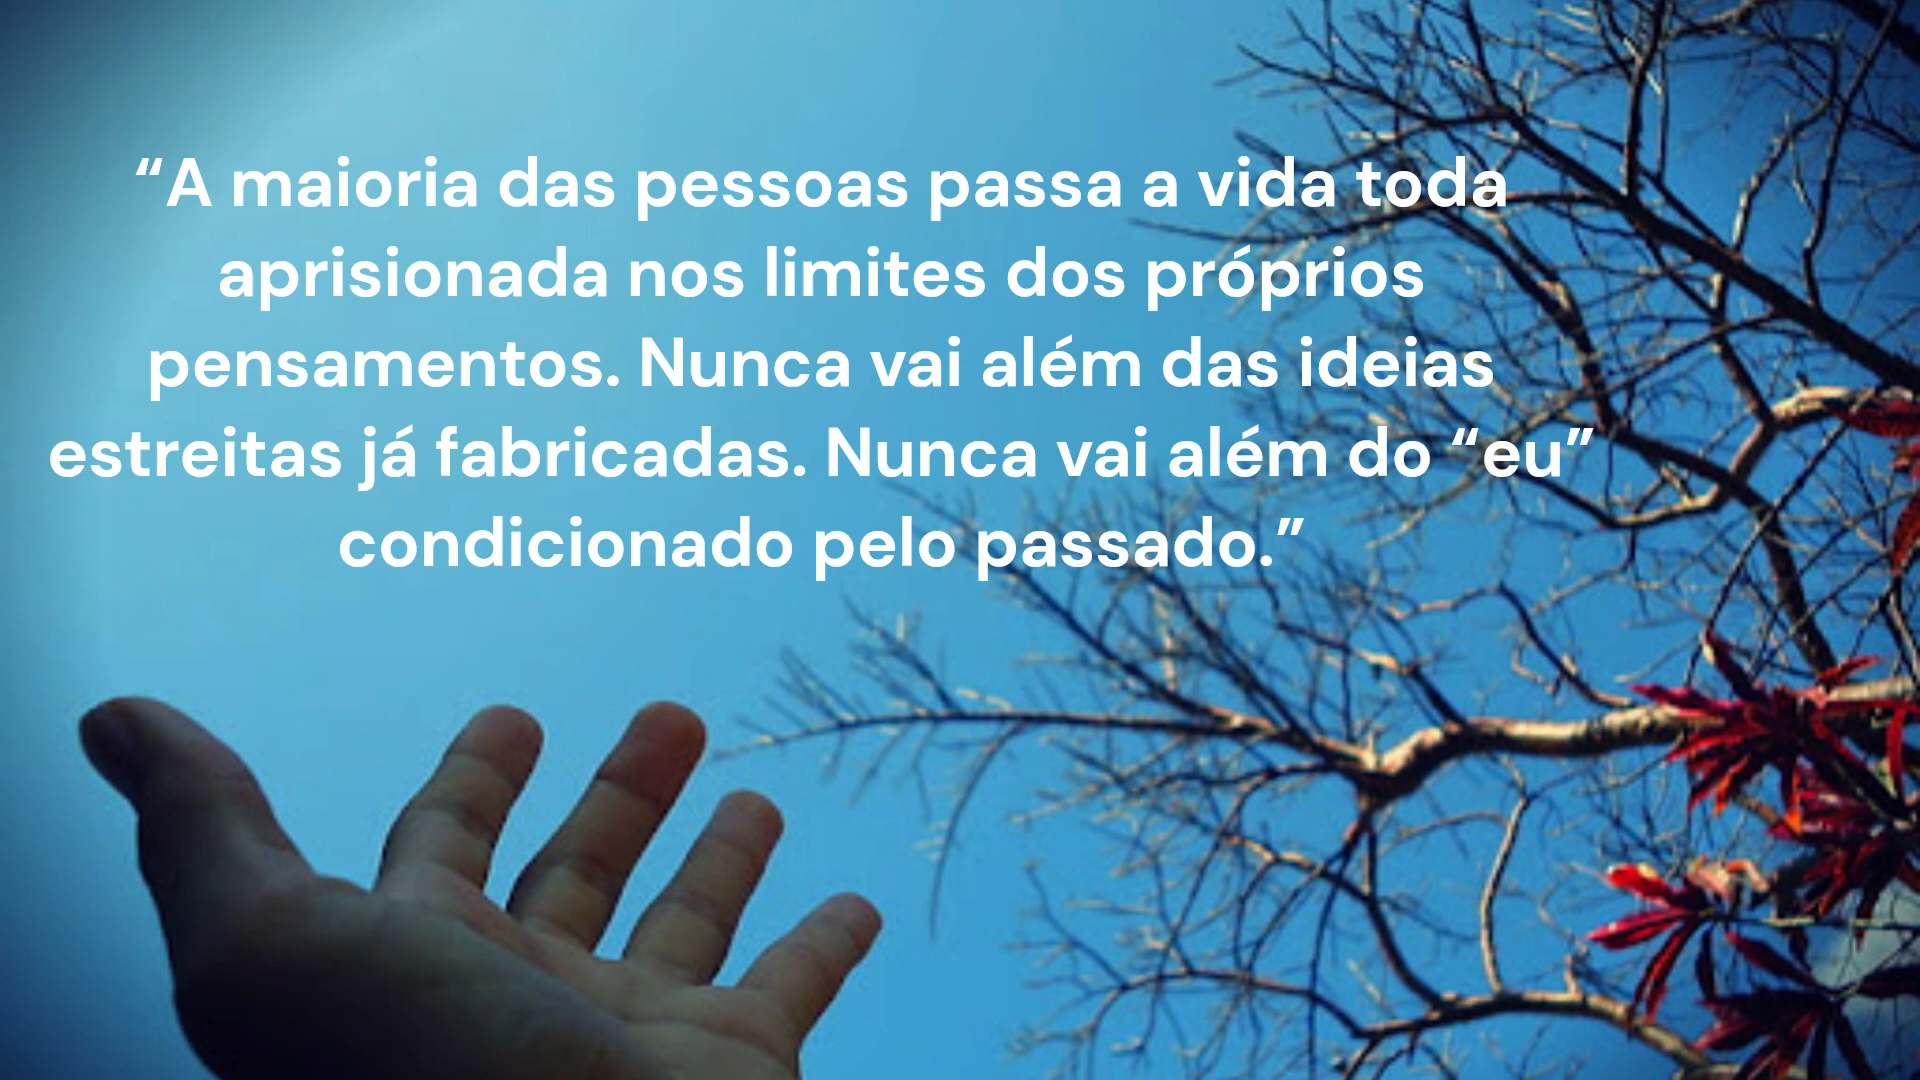 “A maioria das pessoas passa a vida toda
aprisionada nos limites dos próprios
pensamentos. Nunca vai além das ideias
estreitas já fabricadas. Nunca vai além do “eu”
condicionado pelo passado.”